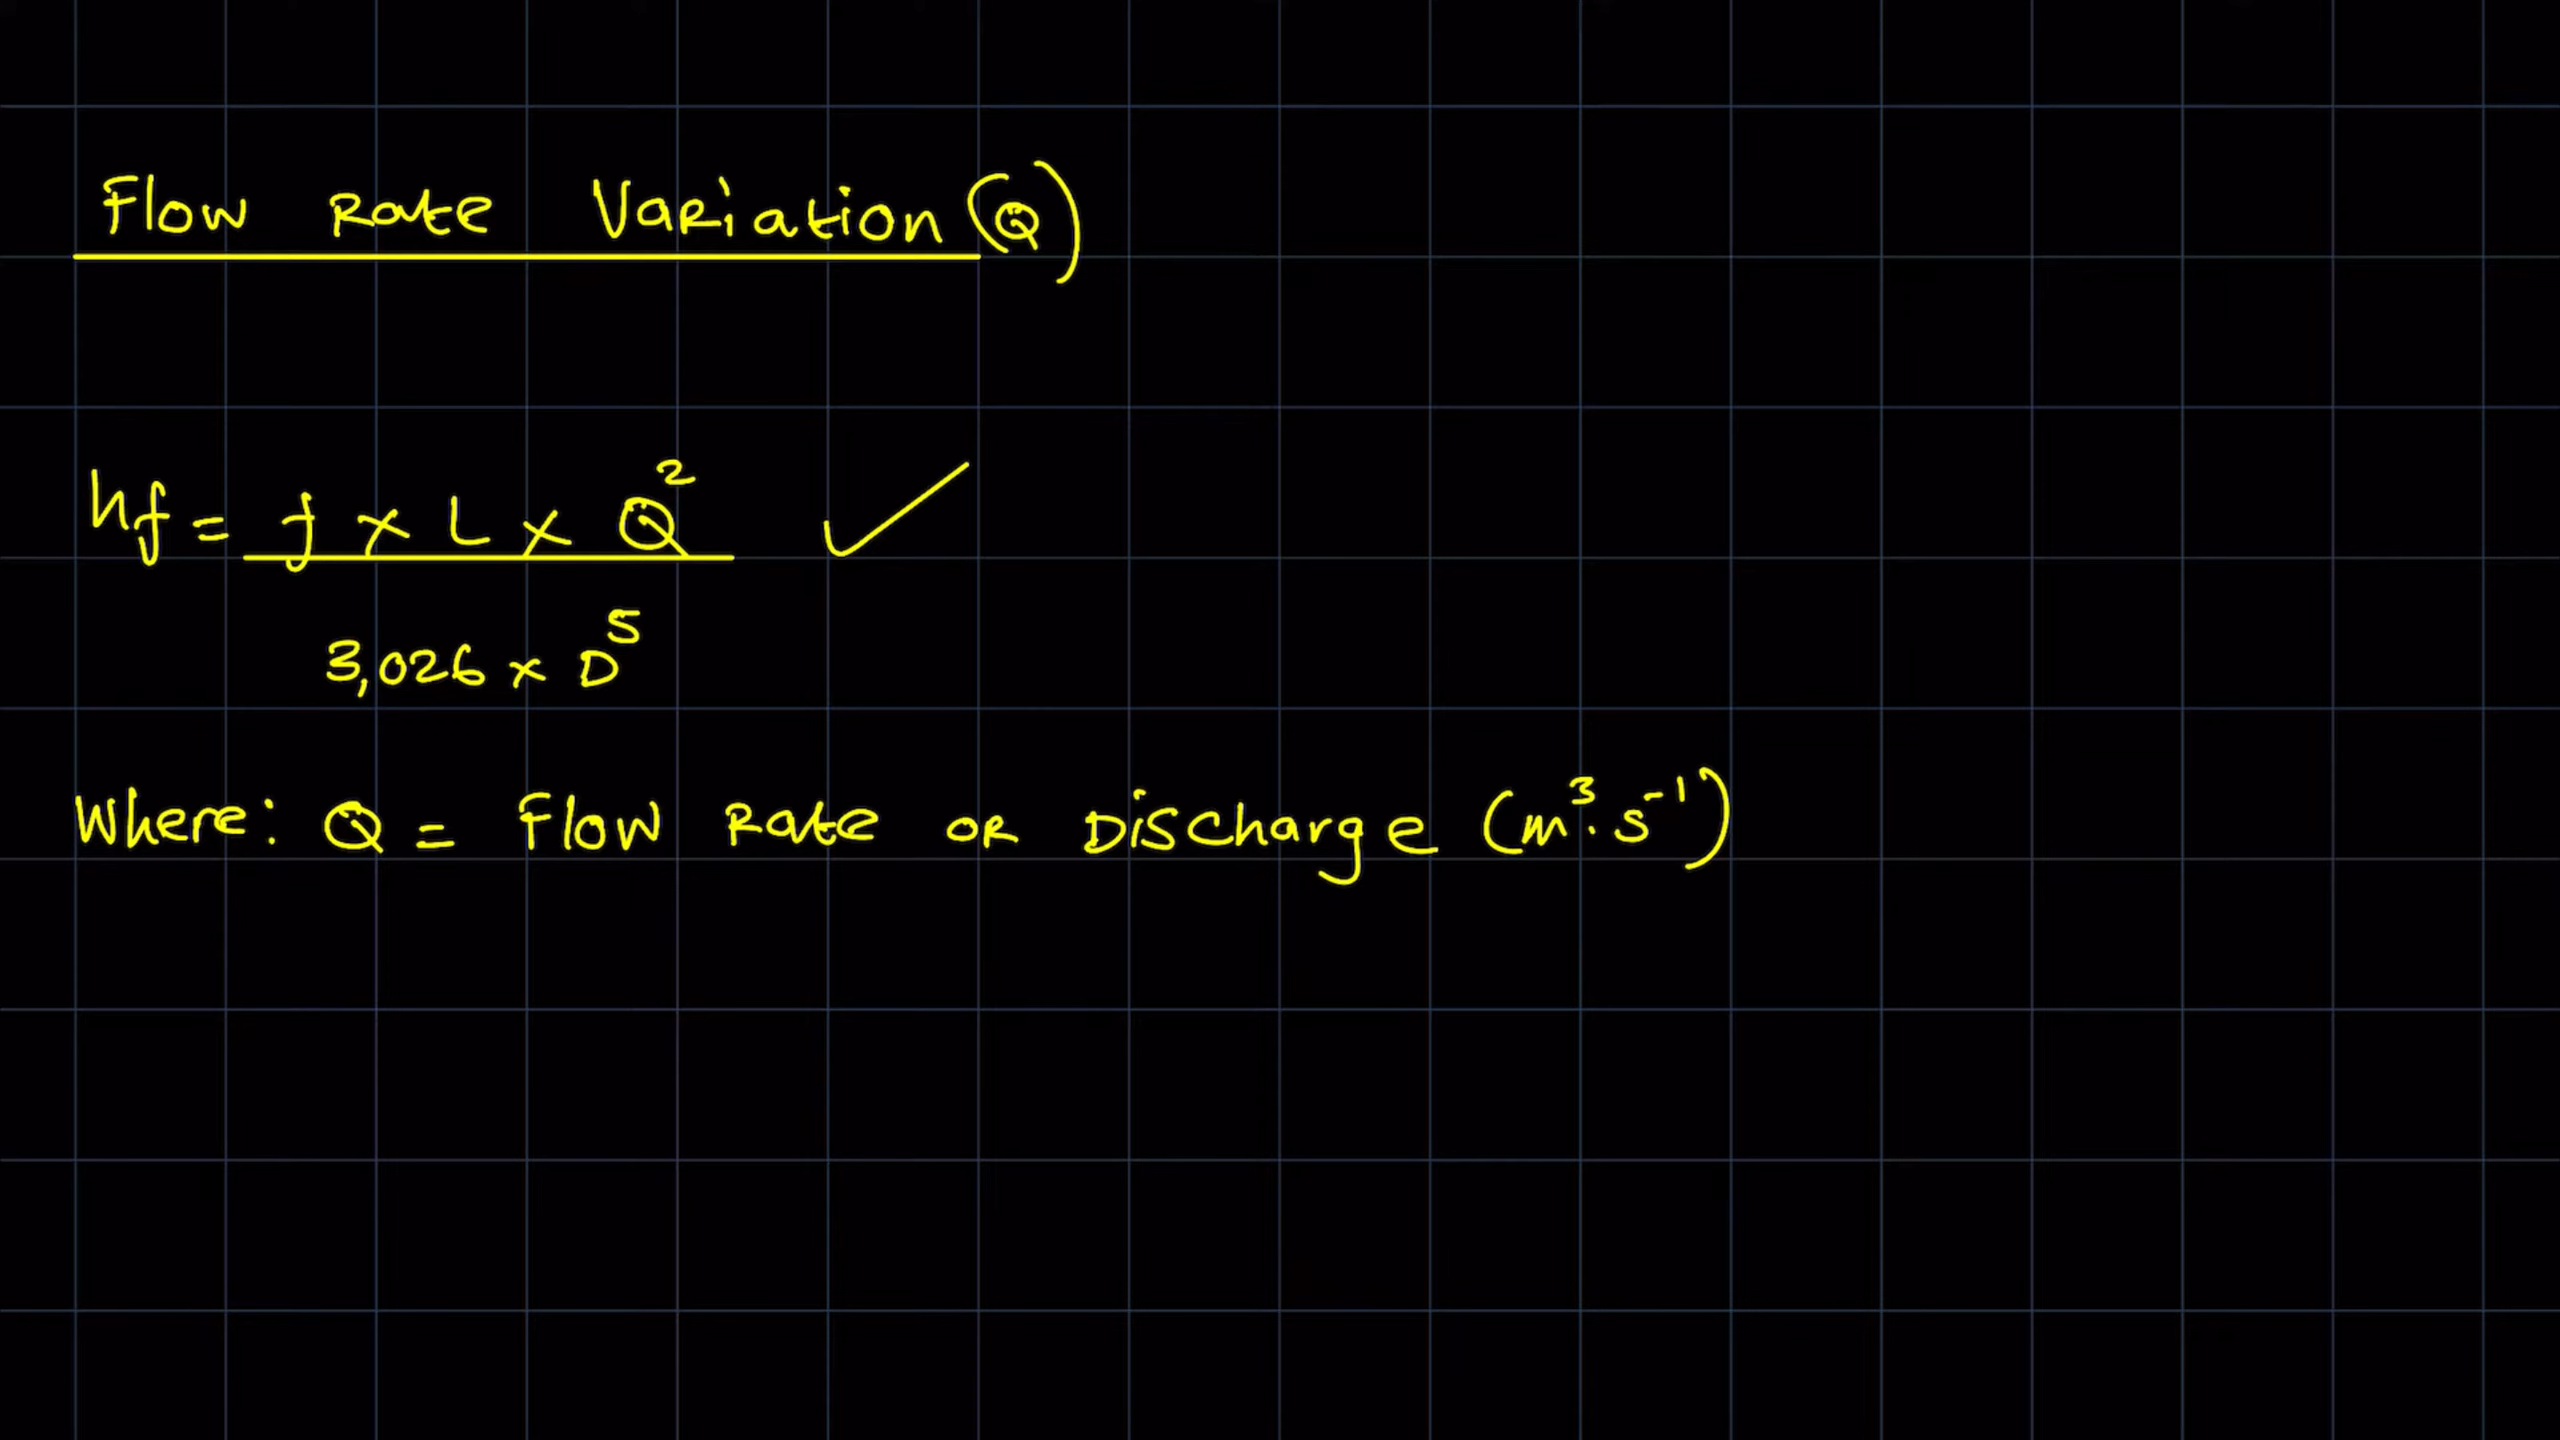 Flow Rate Variation (Q)
hf = f x L x Q²
3,026 x D⁵
Where: Q = Flow Rate OR Discharge (m³.s⁻¹)